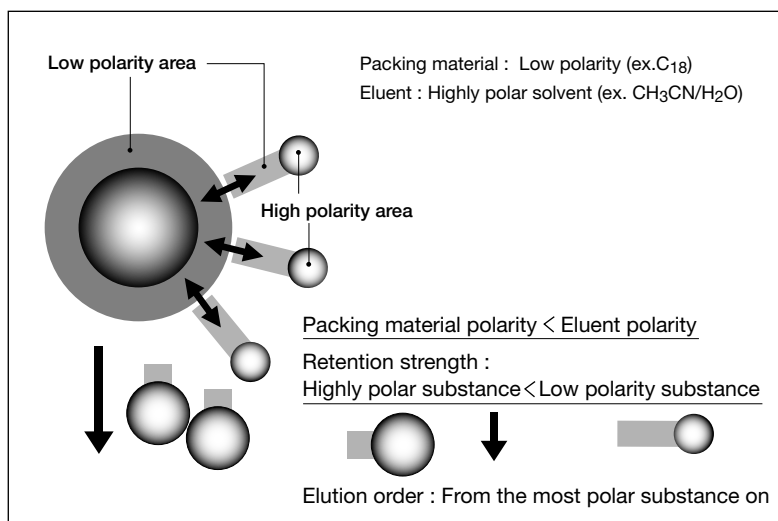 Low polarity area
Packing material : Low polarity (ex.C18)
Eluent : Highly polar solvent (ex. CH3CN/H2O)
High polarity area
Packing material polarity < Eluent polarity
Retention strength :
Highly polar substance<Low polarity substance
Elution order : From the most polar substance on